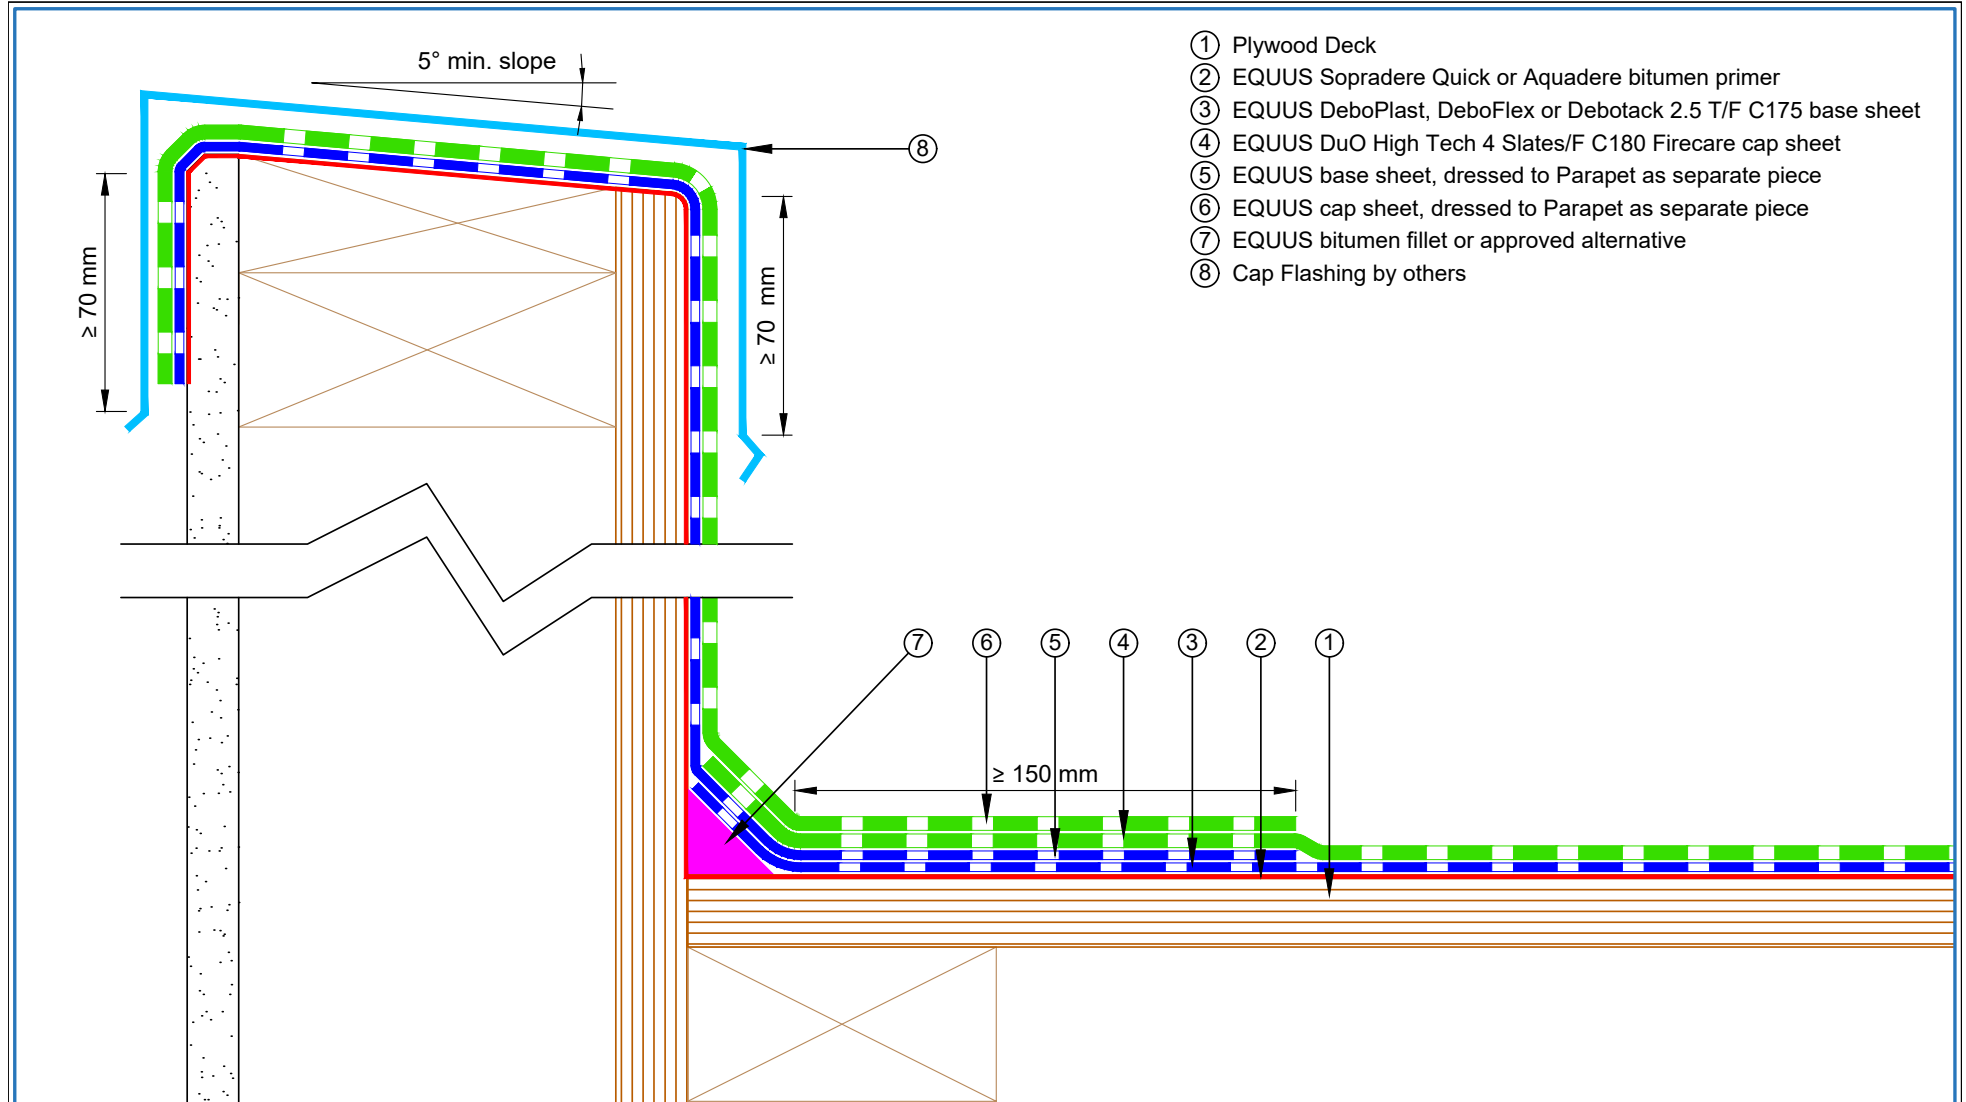 5° min. slope
① Plywood Deck
② EQUUS Sopradere Quick or Aquadere bitumen primer
③ EQUUS DeboPlast, DeboFlex or Debotack 2.5 T/F C175 base sheet
④ EQUUS DuO High Tech 4 Slates/F C180 Firecare cap sheet
⑤ EQUUS base sheet, dressed to Parapet as separate piece
⑥ EQUUS cap sheet, dressed to Parapet as separate piece
⑦ EQUUS bitumen fillet or approved alternative
⑧ Cap Flashing by others
⑧
≥ 70 mm
≥ 70 mm
⑦ ⑥ ⑤ ④ ③ ② ①
≥ 150 mm